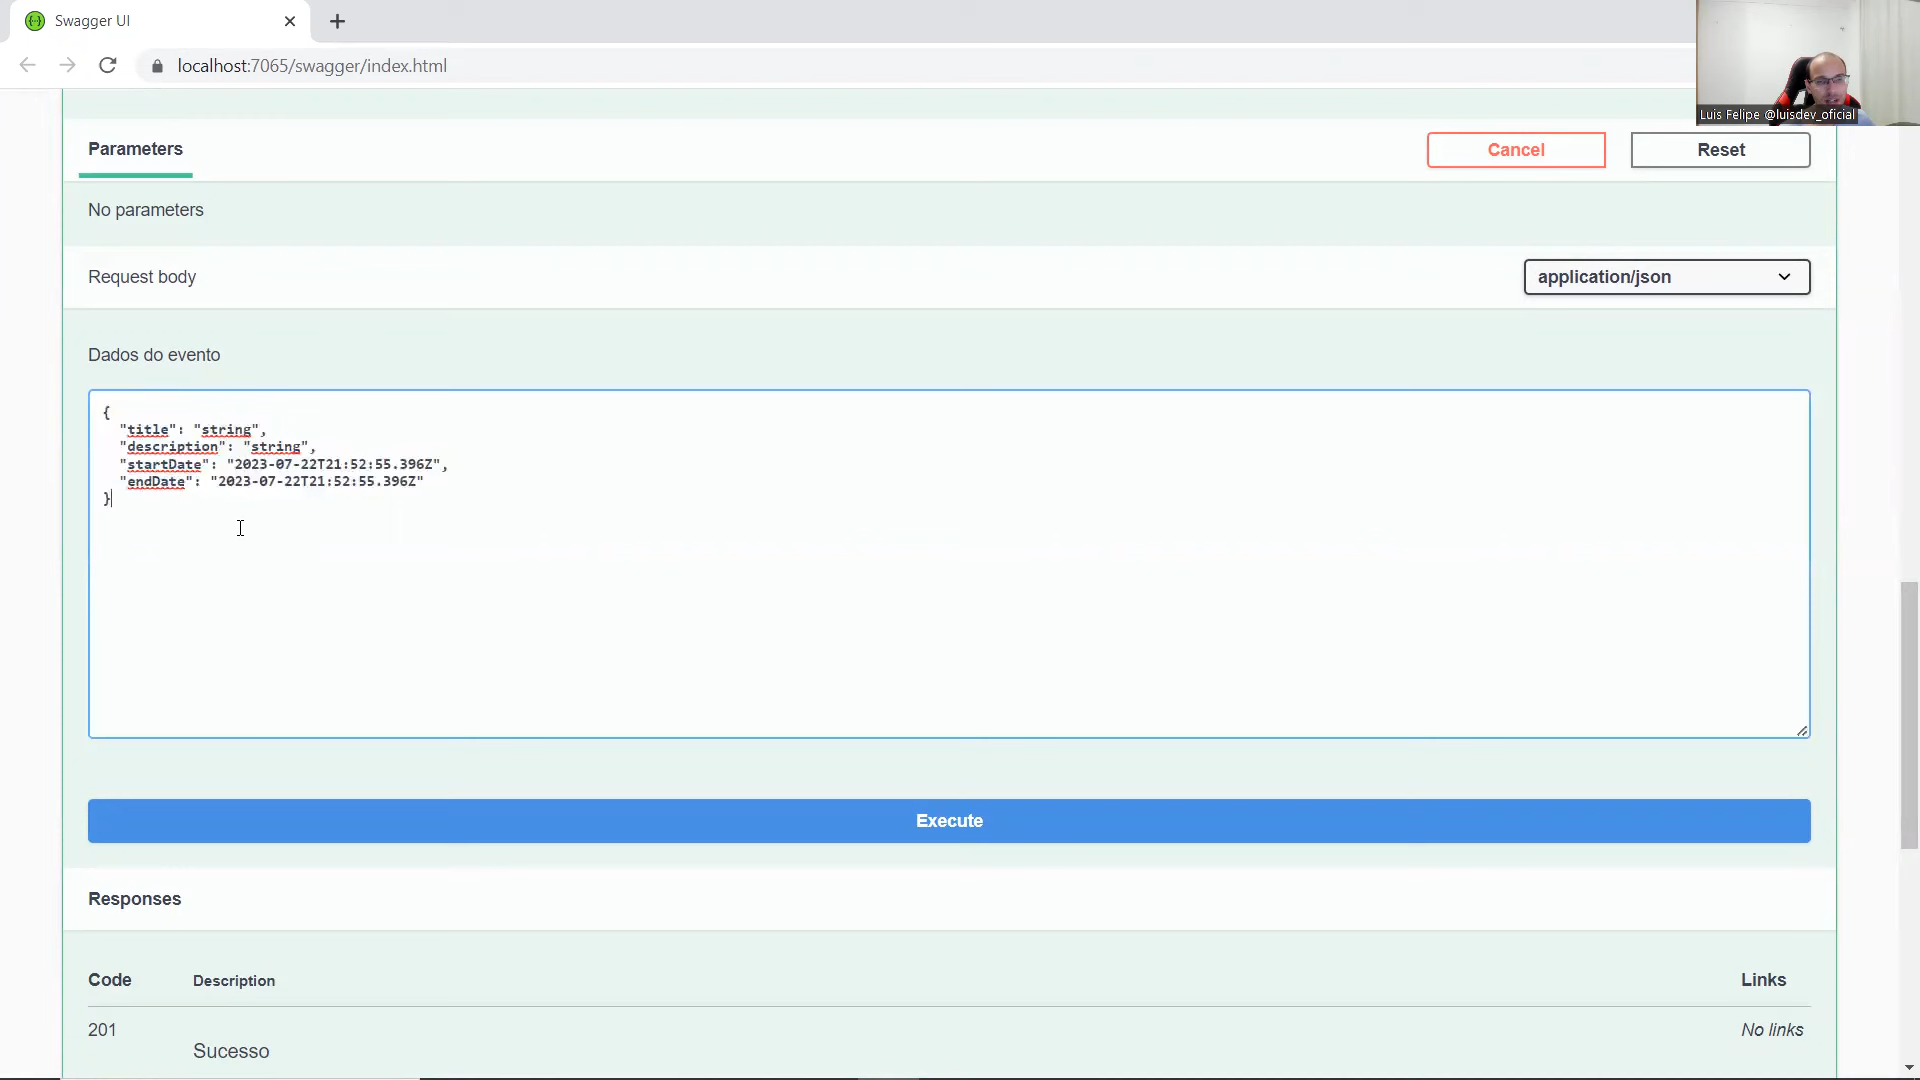 Swagger UI
localhost:7065/swagger/index.html
Luis Felipe @luisdev_oficial
Parameters
Cancel
Reset
No parameters
Request body
application/json
Dados do evento
{
"title": "string",
"description": "string",
"startDate": "2023-07-22T21:52:55.396Z",
"endDate": "2023-07-22T21:52:55.396Z"
}
Execute
Responses
Code Description Links
201 No links
Sucesso